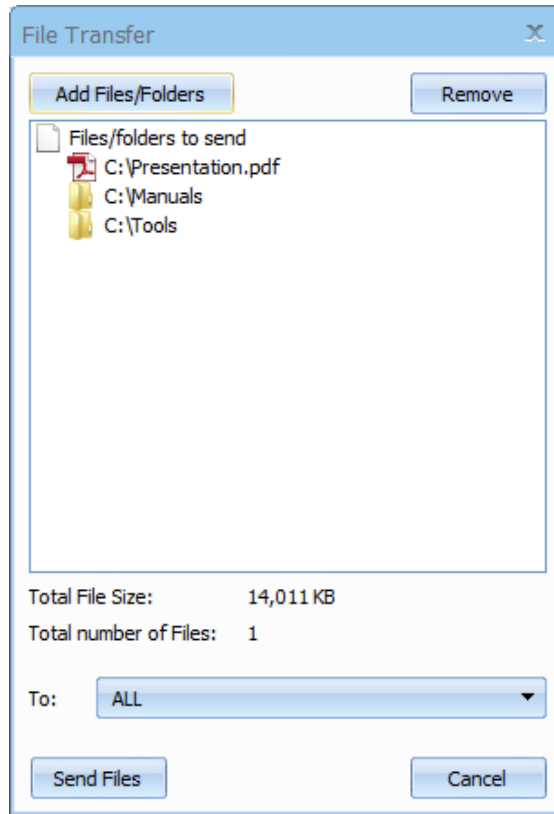 File Transfer
Add Files/Folders Remove
Files/folders to send
C:\Presentation.pdf
C:\Manuals
C:\Tools
Total File Size: 14,011 KB
Total number of Files: 1
To: ALL
Send Files Cancel